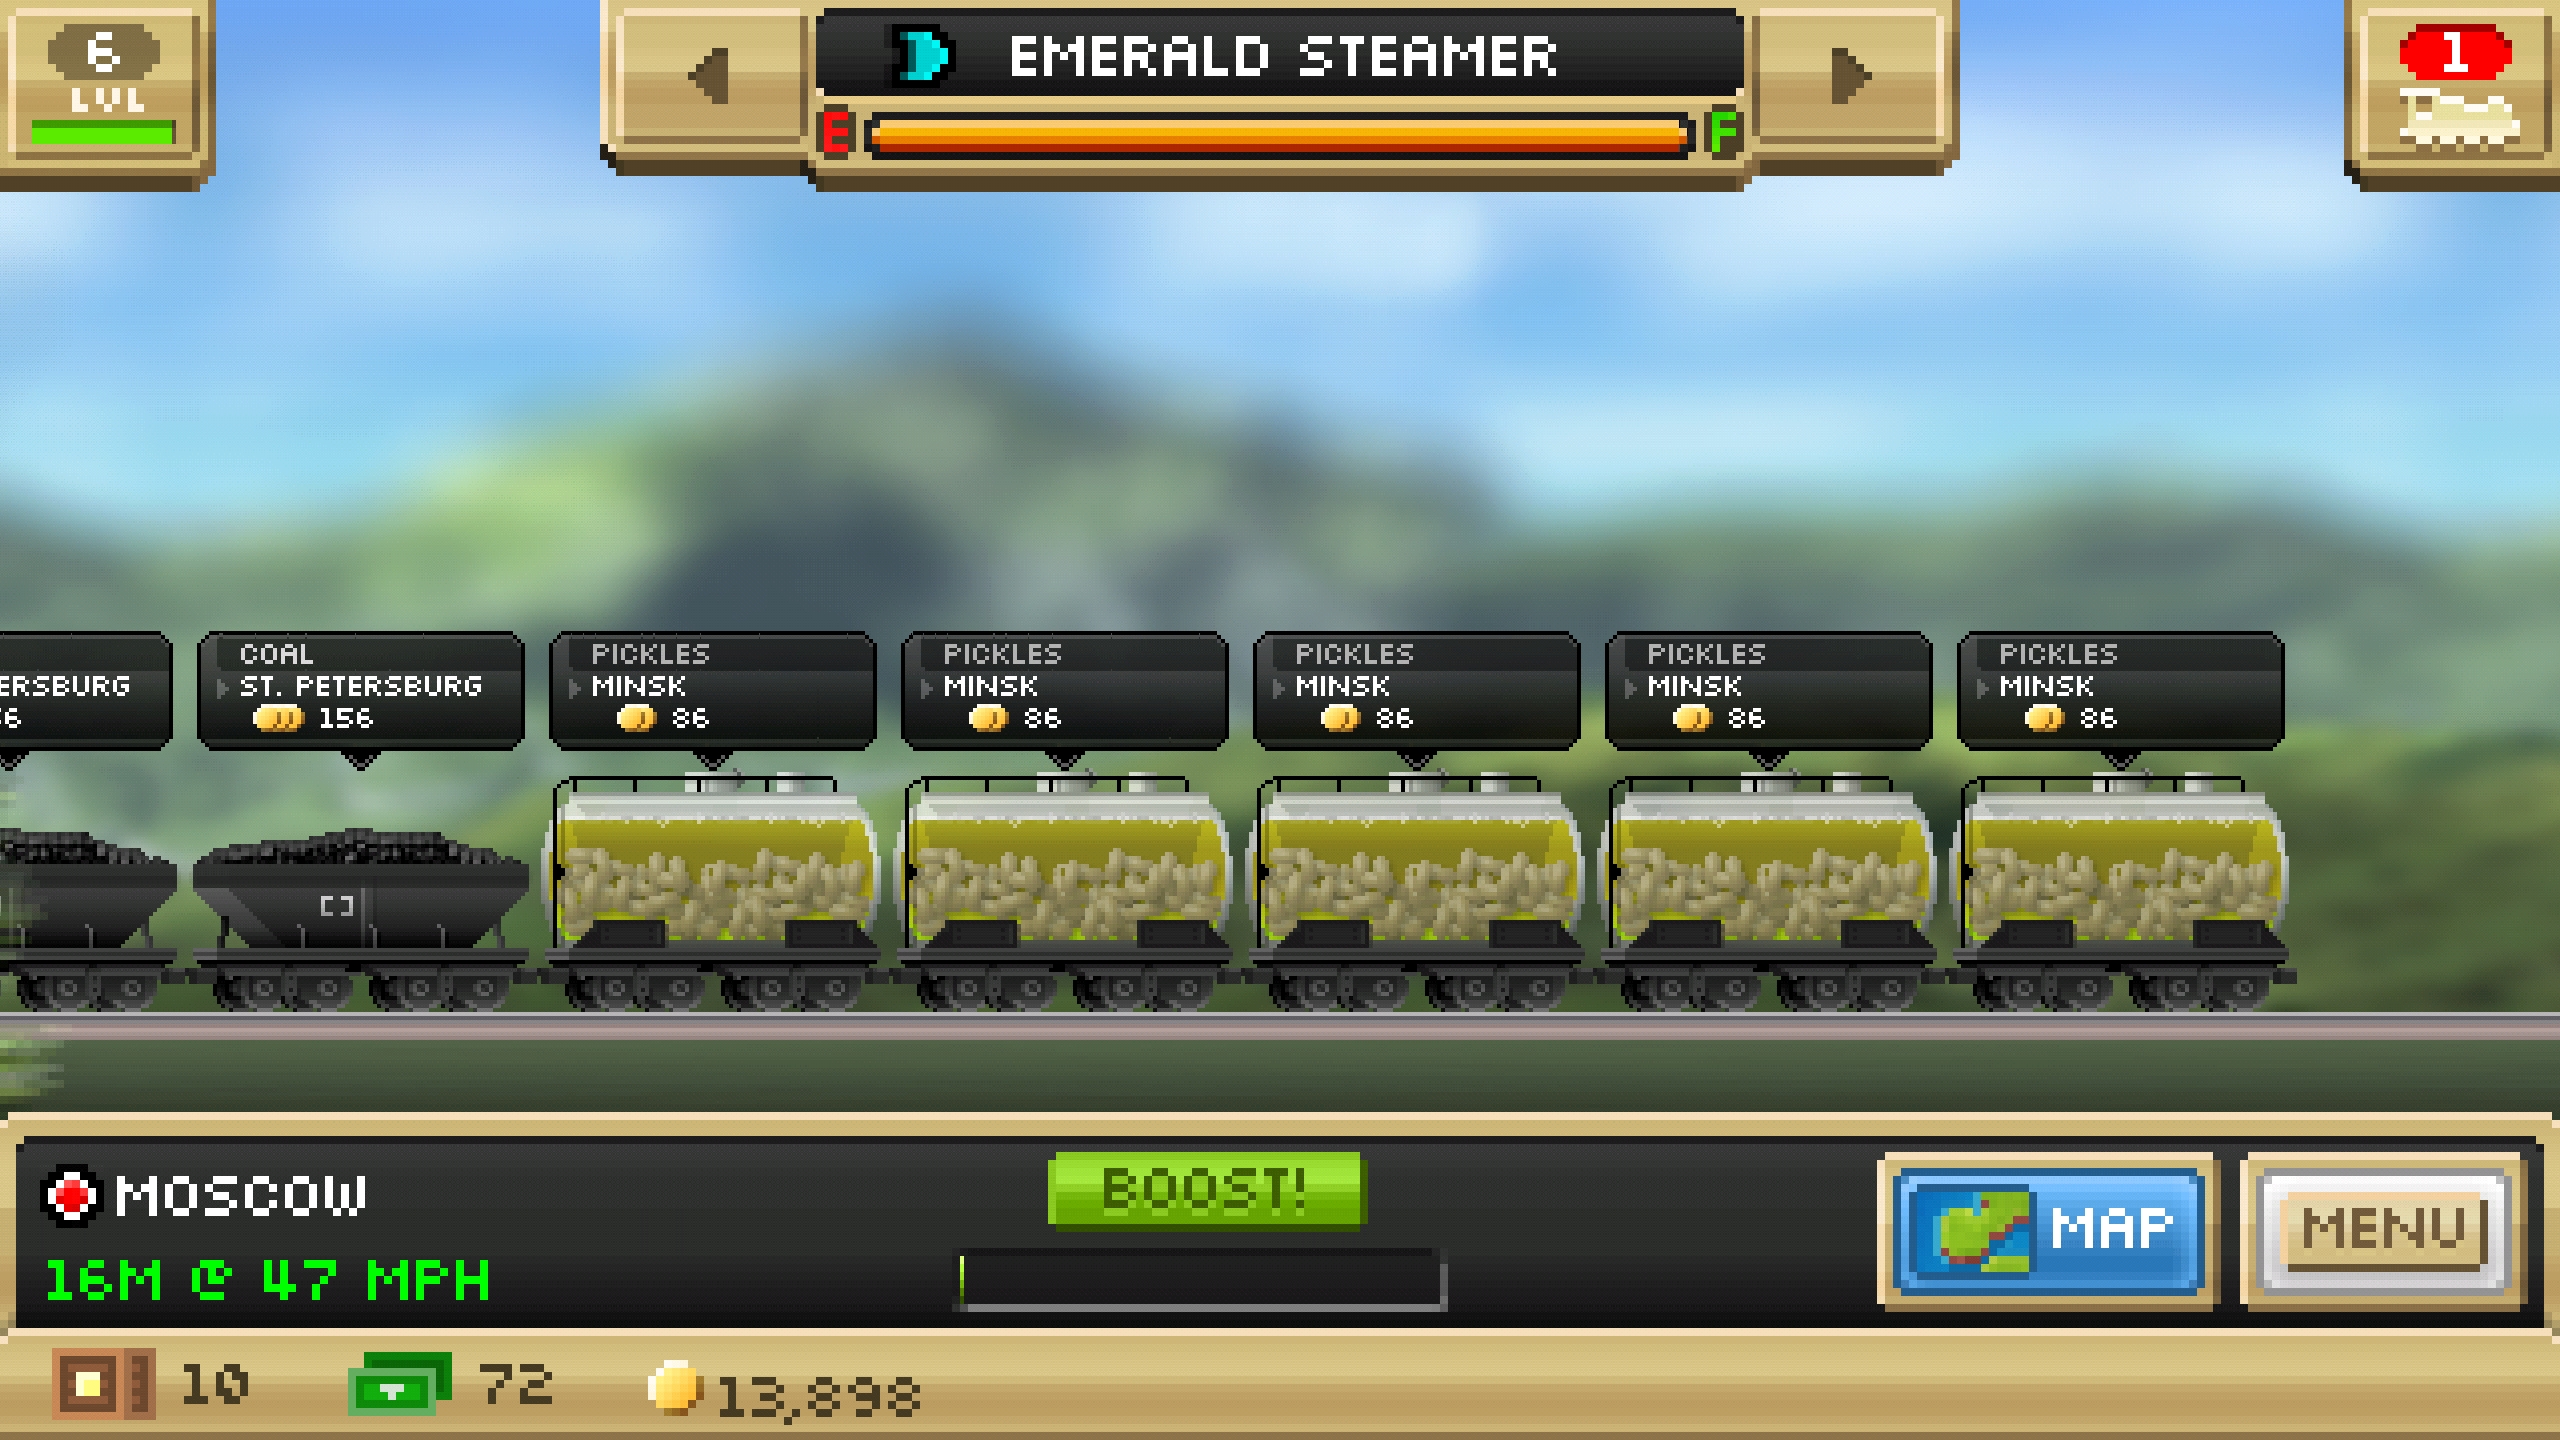 6
LVL
EMERALD STEAMER
E
F
1
ERSBURG
6
COAL
ST. PETERSBURG
156
PICKLES
MINSK
86
PICKLES
MINSK
86
PICKLES
MINSK
86
PICKLES
MINSK
86
PICKLES
MINSK
86
MOSCOW
16M @ 47 MPH
BOOST!
MAP
MENU
10
72
13,898